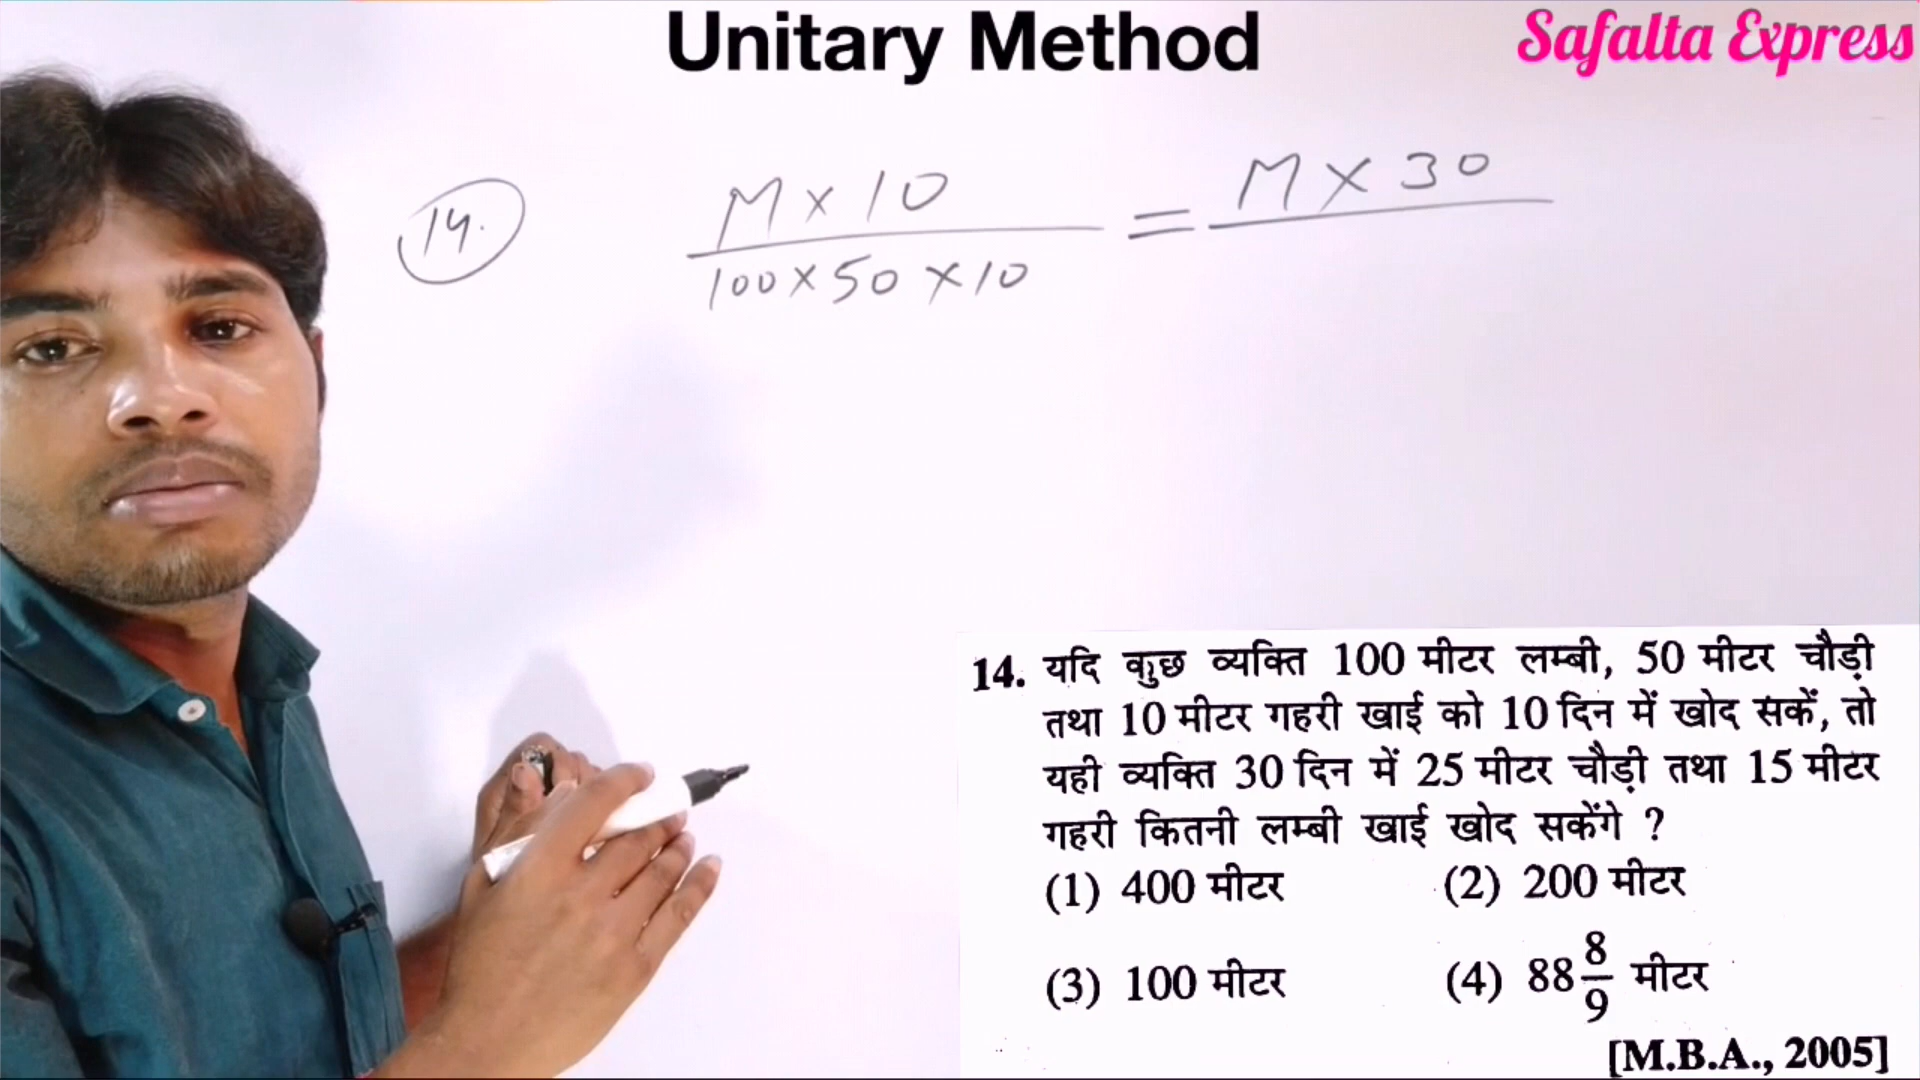 Unitary Method
Safalta Express
14.
M × 10 = M × 30
100 × 50 × 10
14. यदि कुछ व्यक्ति 100 मीटर लम्बी, 50 मीटर चौड़ी
तथा 10 मीटर गहरी खाई को 10 दिन में खोद सकें, तो
यही व्यक्ति 30 दिन में 25 मीटर चौड़ी तथा 15 मीटर
गहरी कितनी लम्बी खाई खोद सकेंगे ?
(1) 400 मीटर (2) 200 मीटर
(3) 100 मीटर (4) 88 8/9 मीटर
[M.B.A., 2005]